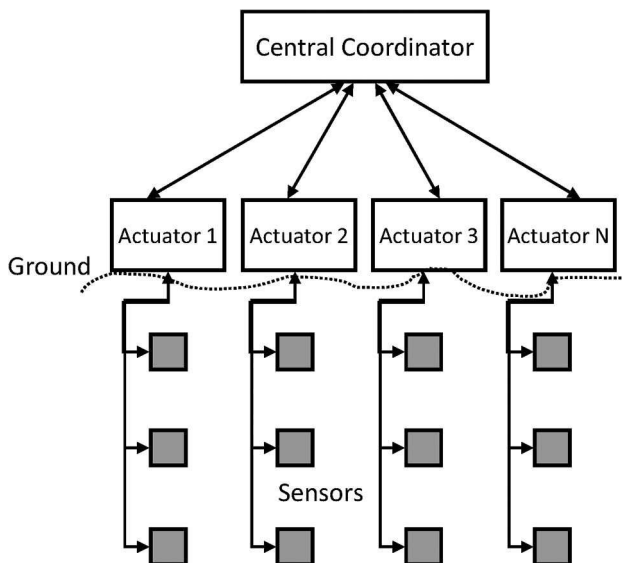 Central Coordinator
Actuator 1
Actuator 2
Actuator 3
Actuator N
Ground
Sensors